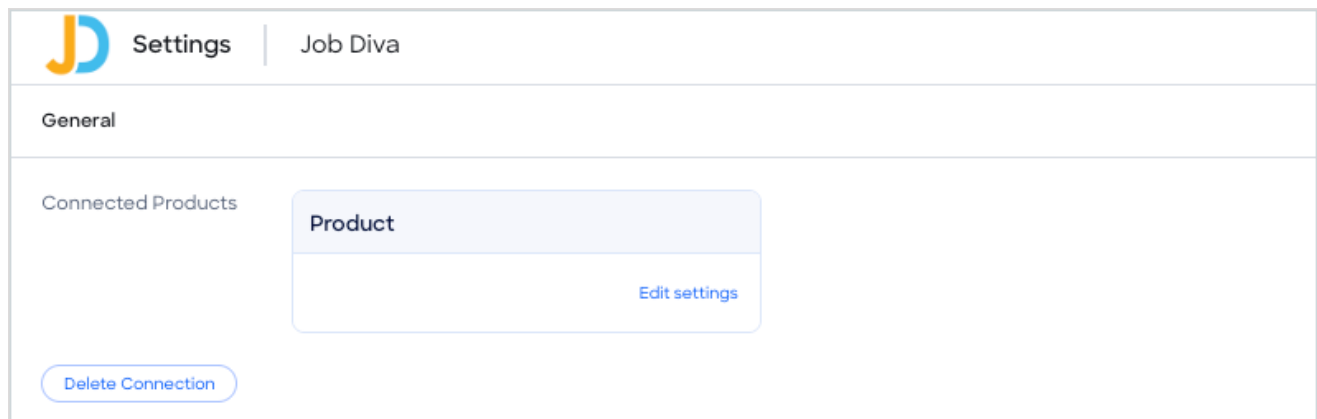 JD Settings Job Diva
General
Connected Products
Product
Edit settings
Delete Connection